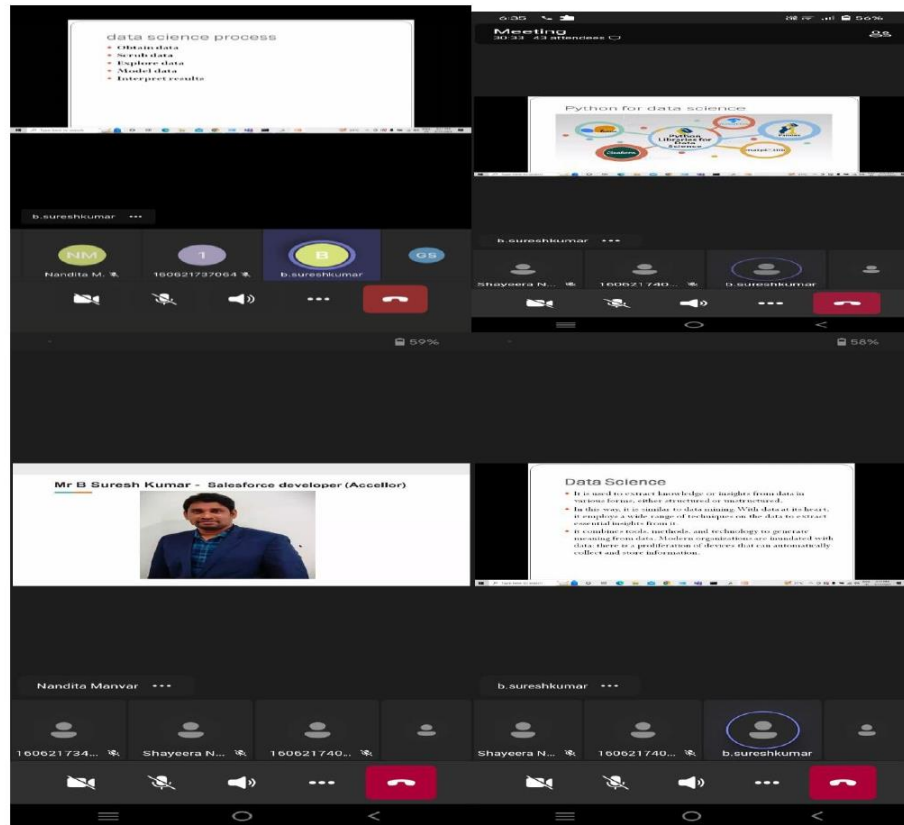 data science process
• Obtain data
• Scrub data
• Explore data
• Model data
• Interpret results
b.sureshkumar •••
NM
1
B
GS
Nandita M.
160621737064
b.sureshkumar
6:35
56%
Meeting
30:33 43 attendees
Python for data science
Python
Libraries for
Data
Science
b.sureshkumar •••
Shayeera N...
160621740...
b.sureshkumar
59%
Mr B Suresh Kumar - Salesforce developer (Accellor)
Nandita Manvar •••
160621734...
Shayeera N...
160621740...
58%
Data Science
• It is used to extract knowledge or insights from data in
various forms, either structured or unstructured.
• In this way, it is similar to data mining. With data at its heart,
it employs a wide range of techniques on the data to extract
essential insights from it.
• it combines tools, methods, and technology to generate
meaning from data. Modern organizations are inundated with
data; there is a proliferation of devices that can automatically
collect and store information.
b.sureshkumar •••
Shayeera N...
160621740...
b.sureshkumar